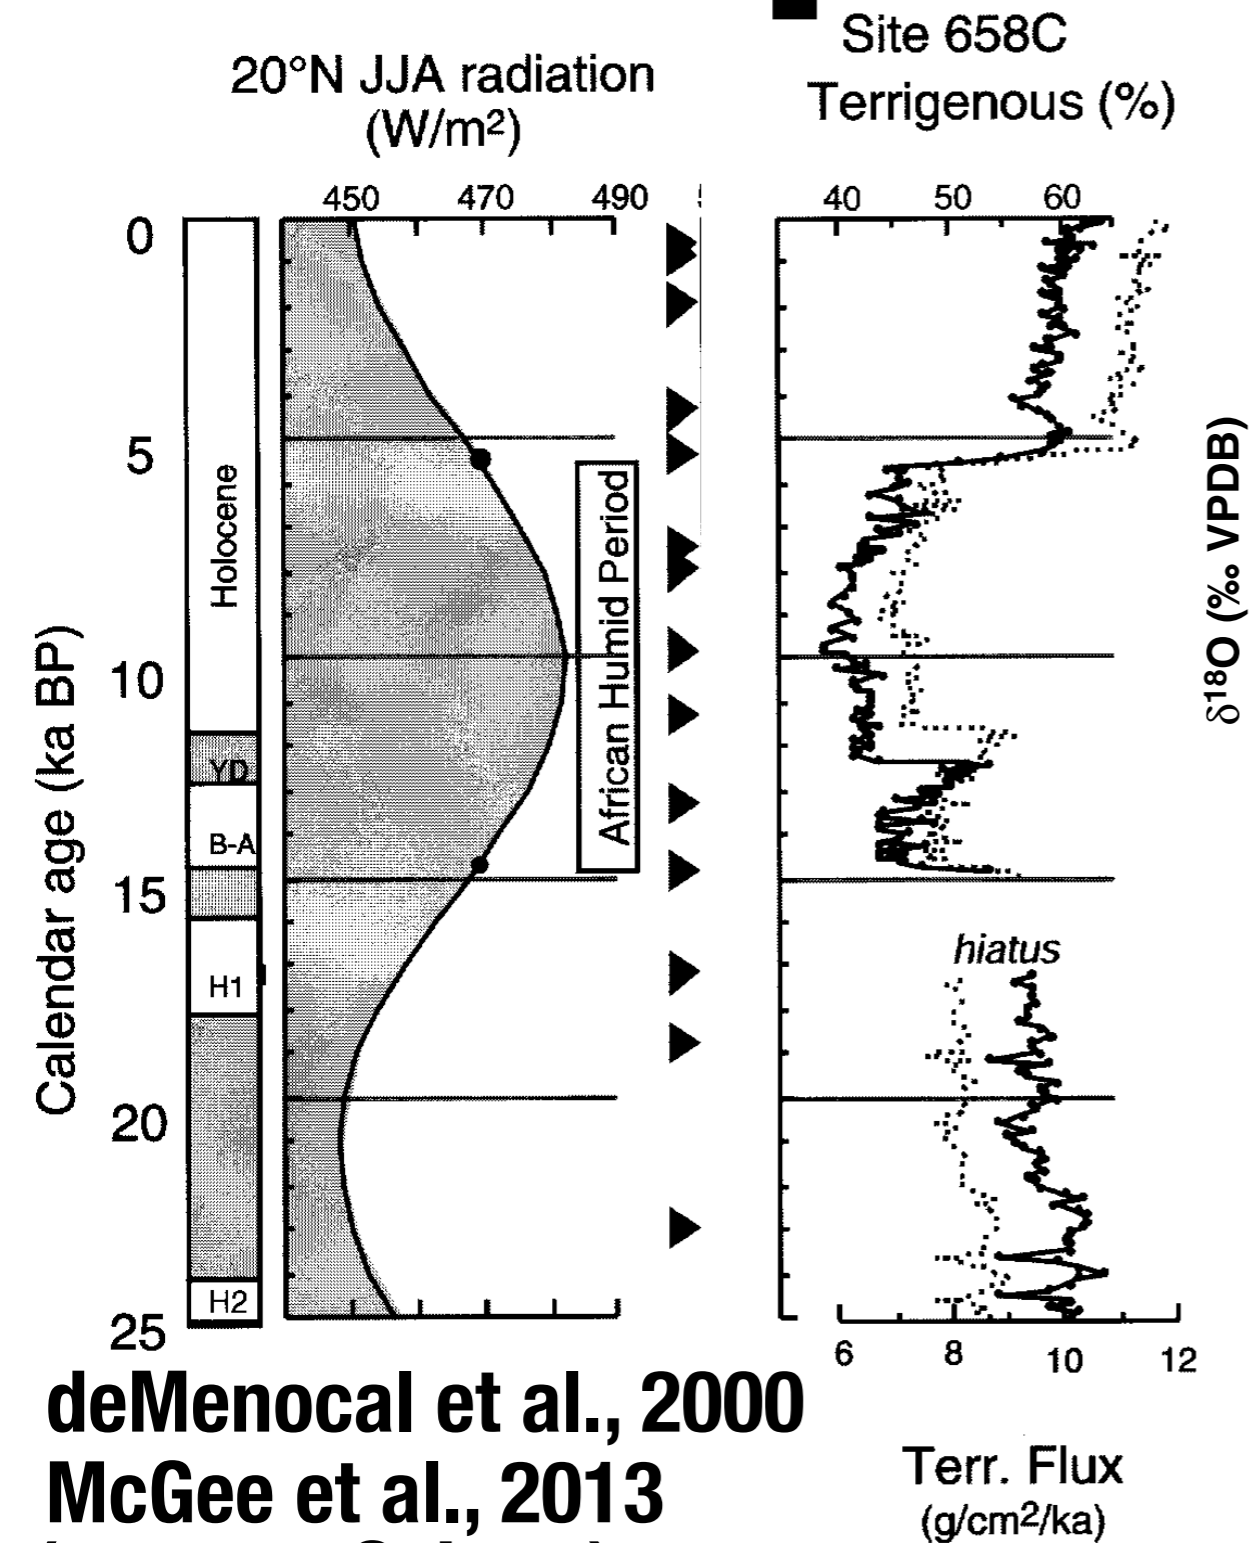 Site 658C
20°N JJA radiation
(W/m²)
Terrigenous (%)
450 470 490
40 50 60
0
5
10
15
20
25
Calendar age (ka BP)
Holocene
YD
B-A
H1
H2
African Humid Period
hiatus
δ¹⁸O (‰ VPDB)
6 8 10 12
Terr. Flux
(g/cm²/ka)
deMenocal et al., 2000
McGee et al., 2013